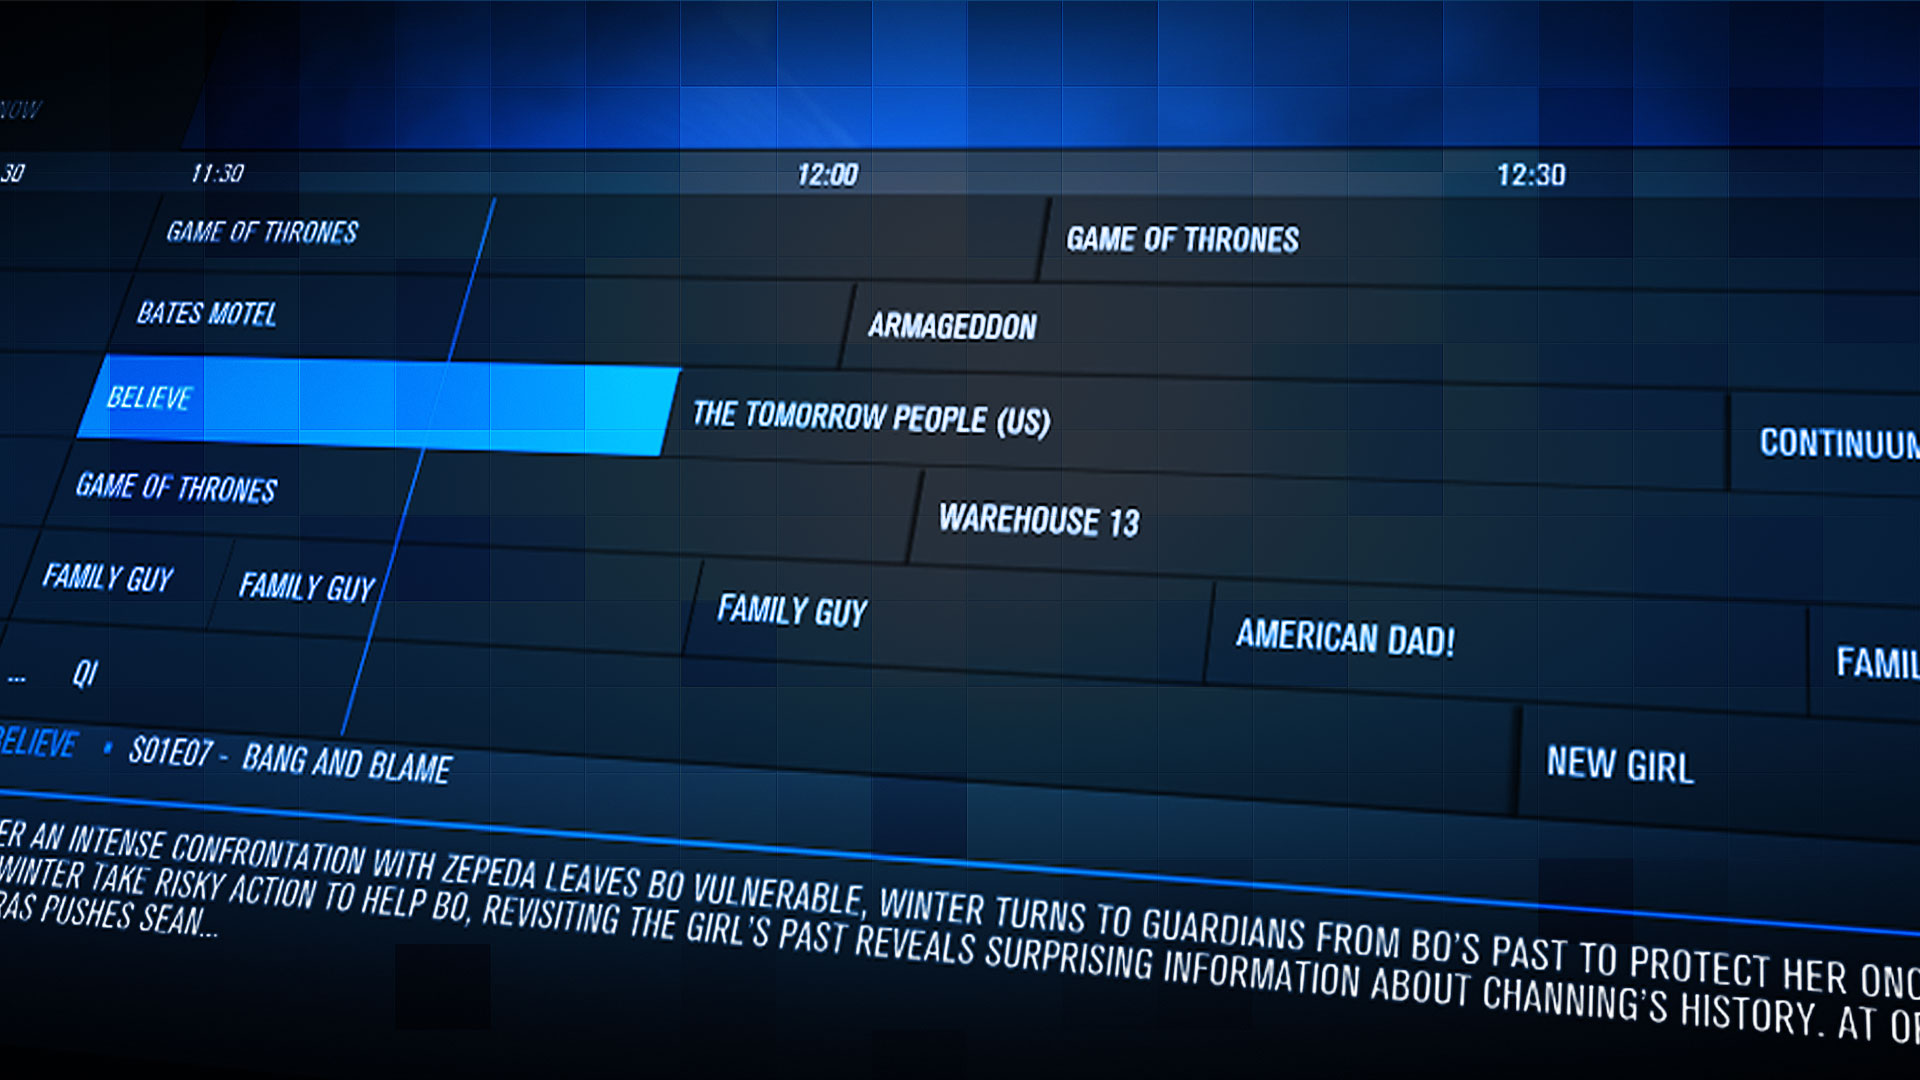 NOW
30 11:30 12:00 12:30
GAME OF THRONES GAME OF THRONES
BATES MOTEL ARMAGEDDON
BELIEVE THE TOMORROW PEOPLE (US) CONTINUUM
GAME OF THRONES WAREHOUSE 13
FAMILY GUY FAMILY GUY FAMILY GUY AMERICAN DAD! FAMIL
... QI NEW GIRL
BELIEVE • S01E07 - BANG AND BLAME
ER AN INTENSE CONFRONTATION WITH ZEPEDA LEAVES BO VULNERABLE, WINTER TURNS TO GUARDIANS FROM BO'S PAST TO PROTECT HER ONC
WINTER TAKE RISKY ACTION TO HELP BO, REVISITING THE GIRL'S PAST REVEALS SURPRISING INFORMATION ABOUT CHANNING'S HISTORY. AT
RAS PUSHES SEAN...